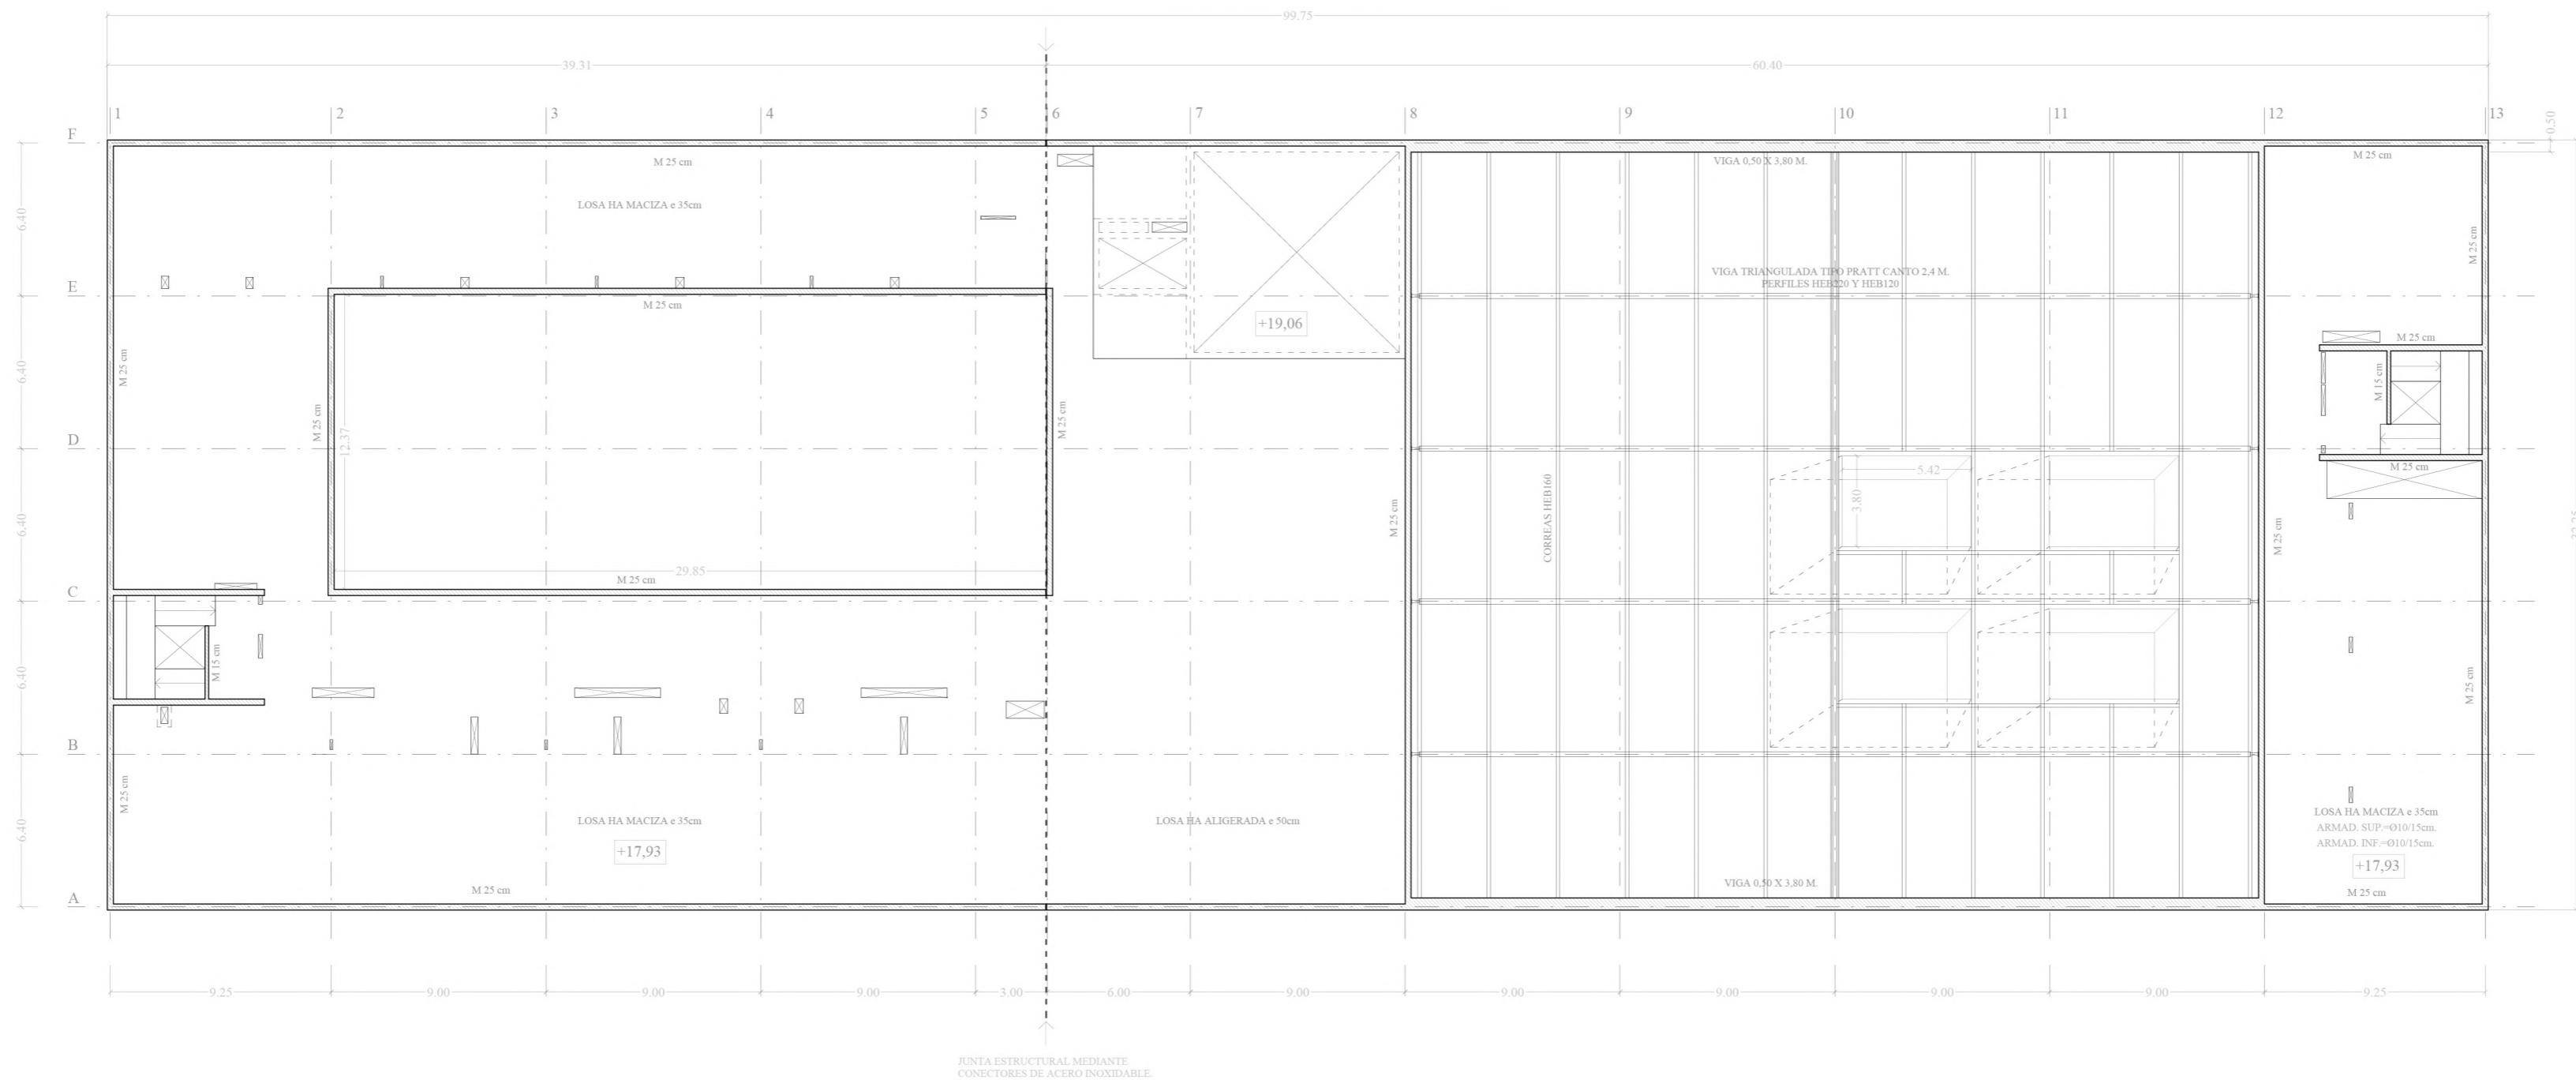 99.75
39.31
60.40
1
2
3
4
5
6
7
8
9
10
11
12
13
0.50
F
E
D
C
B
A
6.40
6.40
6.40
6.40
6.40
M 25 cm
LOSA HA MACIZA e 35cm
M 25 cm
M 25 cm
M 25 cm
12.37
M 25 cm
29.85
M 25 cm
M 15 cm
M 25 cm
LOSA HA MACIZA e 35cm
+17,93
M 25 cm
+19,06
M 25 cm
LOSA HA ALIGERADA e 50cm
VIGA 0,50 X 3,80 M.
VIGA TRIANGULADA TIPO PRATT CANTO 2,4 M.
PERFILES HEB220 Y HEB120
CORREAS HEB160
5.42
3.80
VIGA 0,50 X 3,80 M.
M 25 cm
M 25 cm
M 25 cm
M 15 cm
M 25 cm
M 25 cm
M 25 cm
LOSA HA MACIZA e 35cm
ARMAD. SUP.=Ø10/15cm.
ARMAD. INF.=Ø10/15cm.
+17,93
M 25 cm
9.25
9.00
9.00
9.00
3.00
6.00
9.00
9.00
9.00
9.00
9.00
9.25
JUNTA ESTRUCTURAL MEDIANTE
CONECTORES DE ACERO INOXIDABLE.